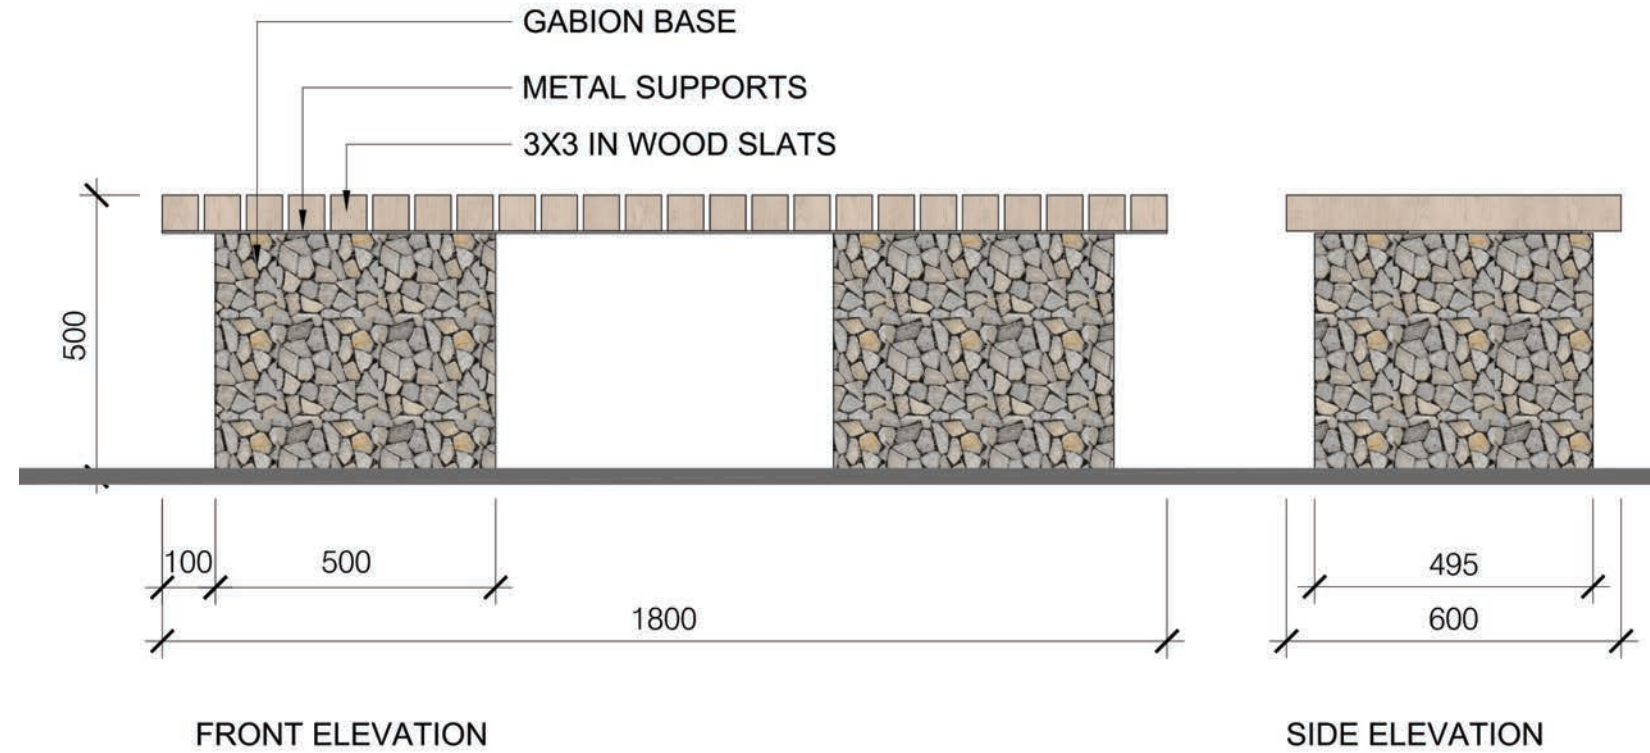 GABION BASE
METAL SUPPORTS
3X3 IN WOOD SLATS
500
100 500
1800
495
600
FRONT ELEVATION
SIDE ELEVATION